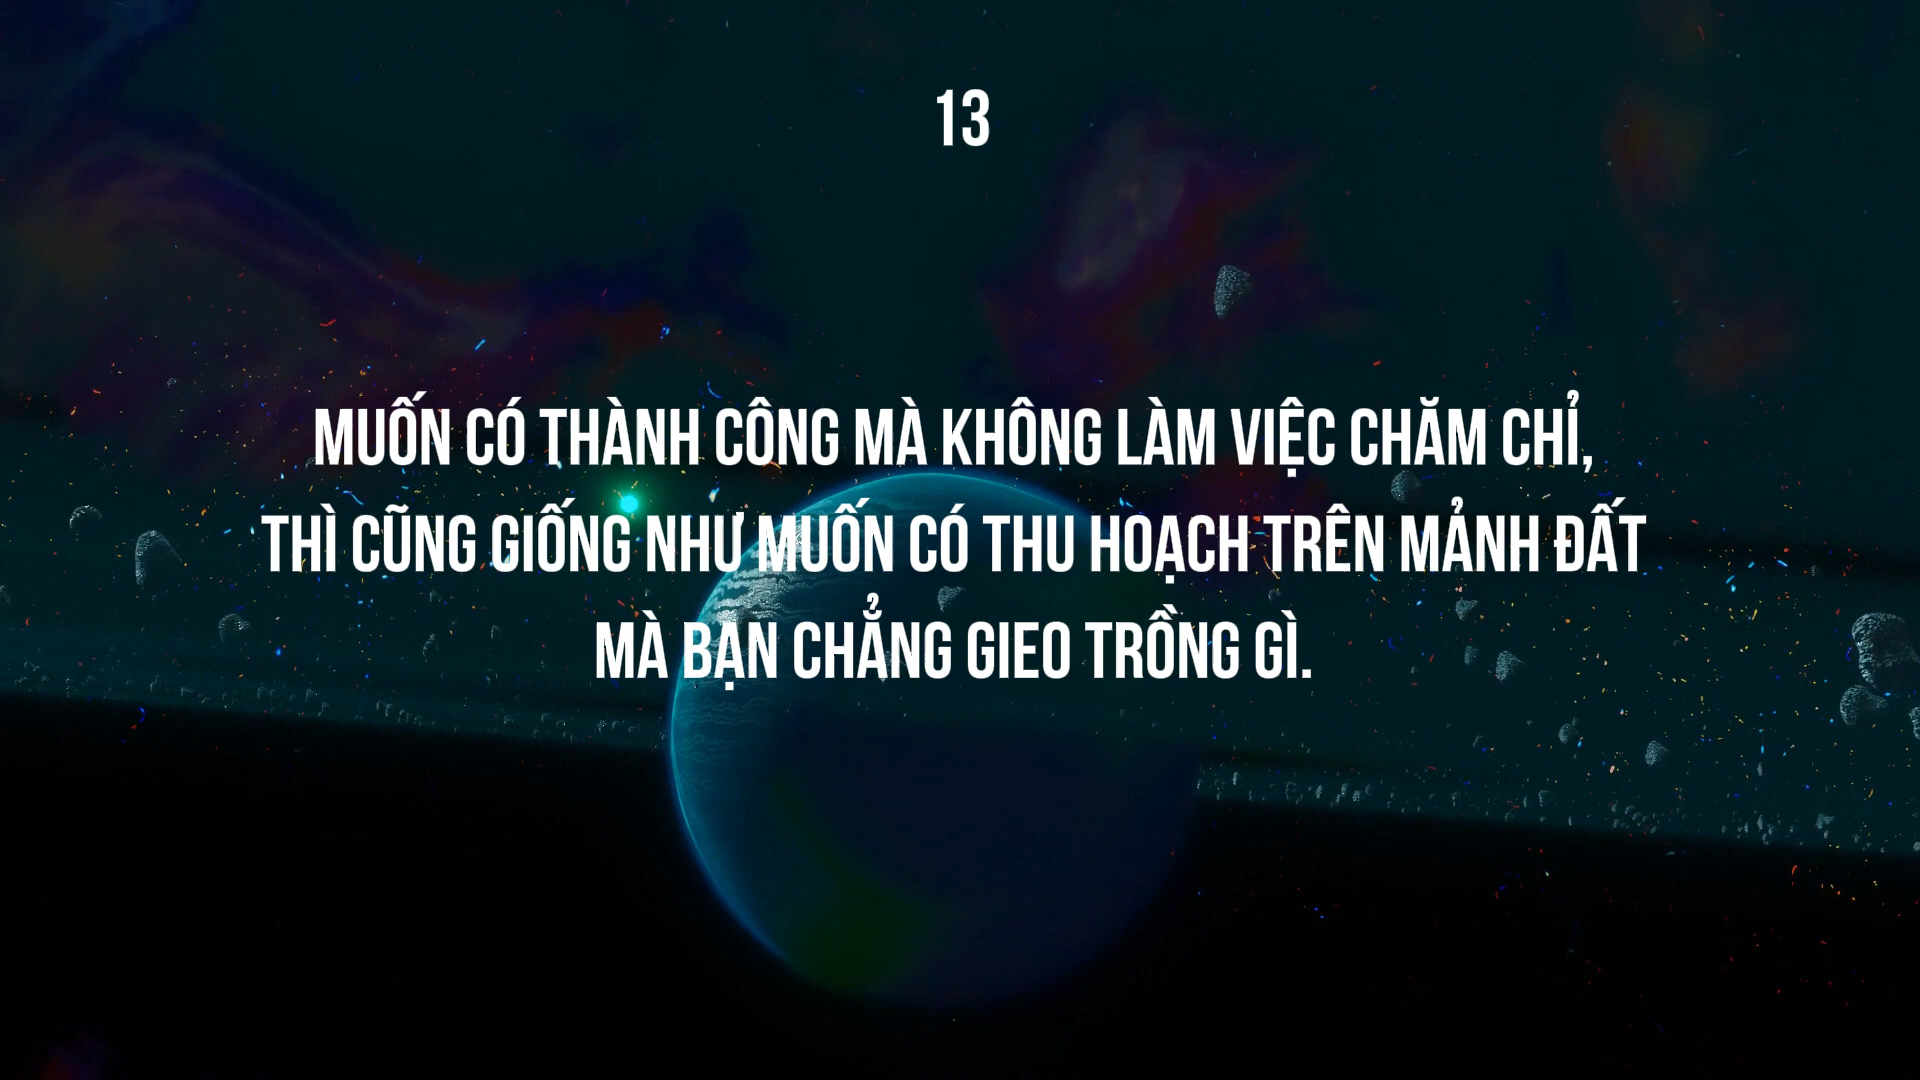 13
MUỐN CÓ THÀNH CÔNG MÀ KHÔNG LÀM VIỆC CHĂM CHỈ,
THÌ CŨNG GIỐNG NHƯ MUỐN CÓ THU HOẠCH TRÊN MẢNH ĐẤT
MÀ BẠN CHẲNG GIEO TRỒNG GÌ.